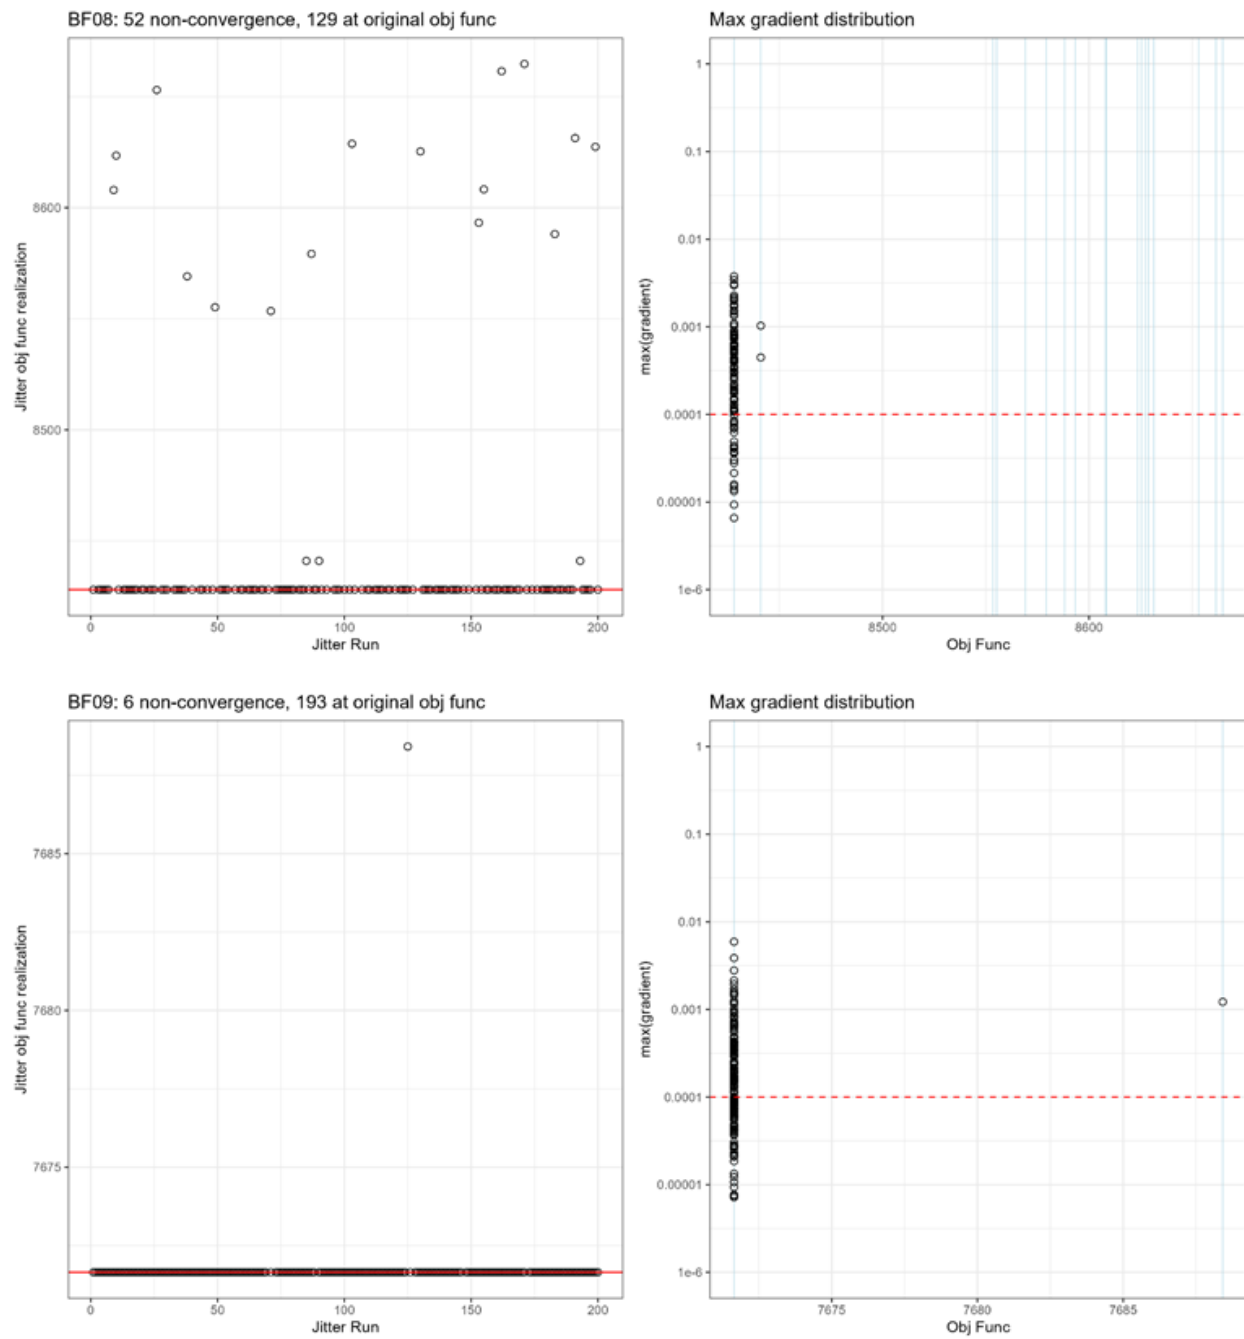 BF08: 52 non-convergence, 129 at original obj func
Jitter obj func realization
8600
8500
0
50
100
150
200
Jitter Run
Max gradient distribution
max(gradient)
1
0.1
0.01
0.001
0.0001
0.00001
1e-6
8500
8600
Obj Func
BF09: 6 non-convergence, 193 at original obj func
Jitter obj func realization
7685
7680
7675
0
50
100
150
200
Jitter Run
Max gradient distribution
max(gradient)
1
0.1
0.01
0.001
0.0001
0.00001
1e-6
7675
7680
7685
Obj Func